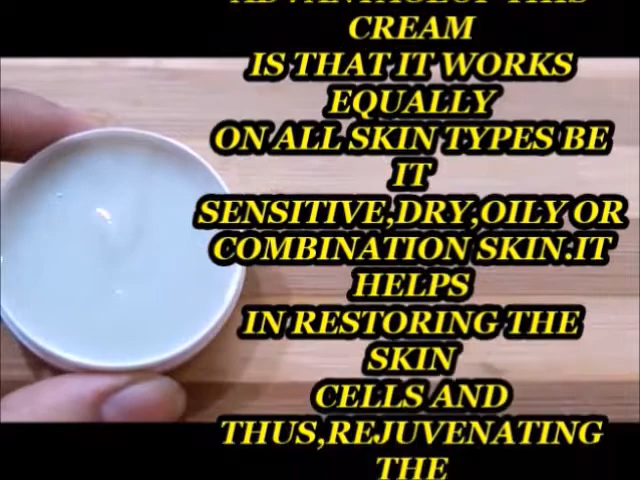 CREAM
IS THAT IT WORKS
EQUALLY
ON ALL SKIN TYPES BE
IT
SENSITIVE,DRY,OILY OR
COMBINATION SKIN.IT
HELPS
IN RESTORING THE
SKIN
CELLS AND
THUS,REJUVENATING
THE